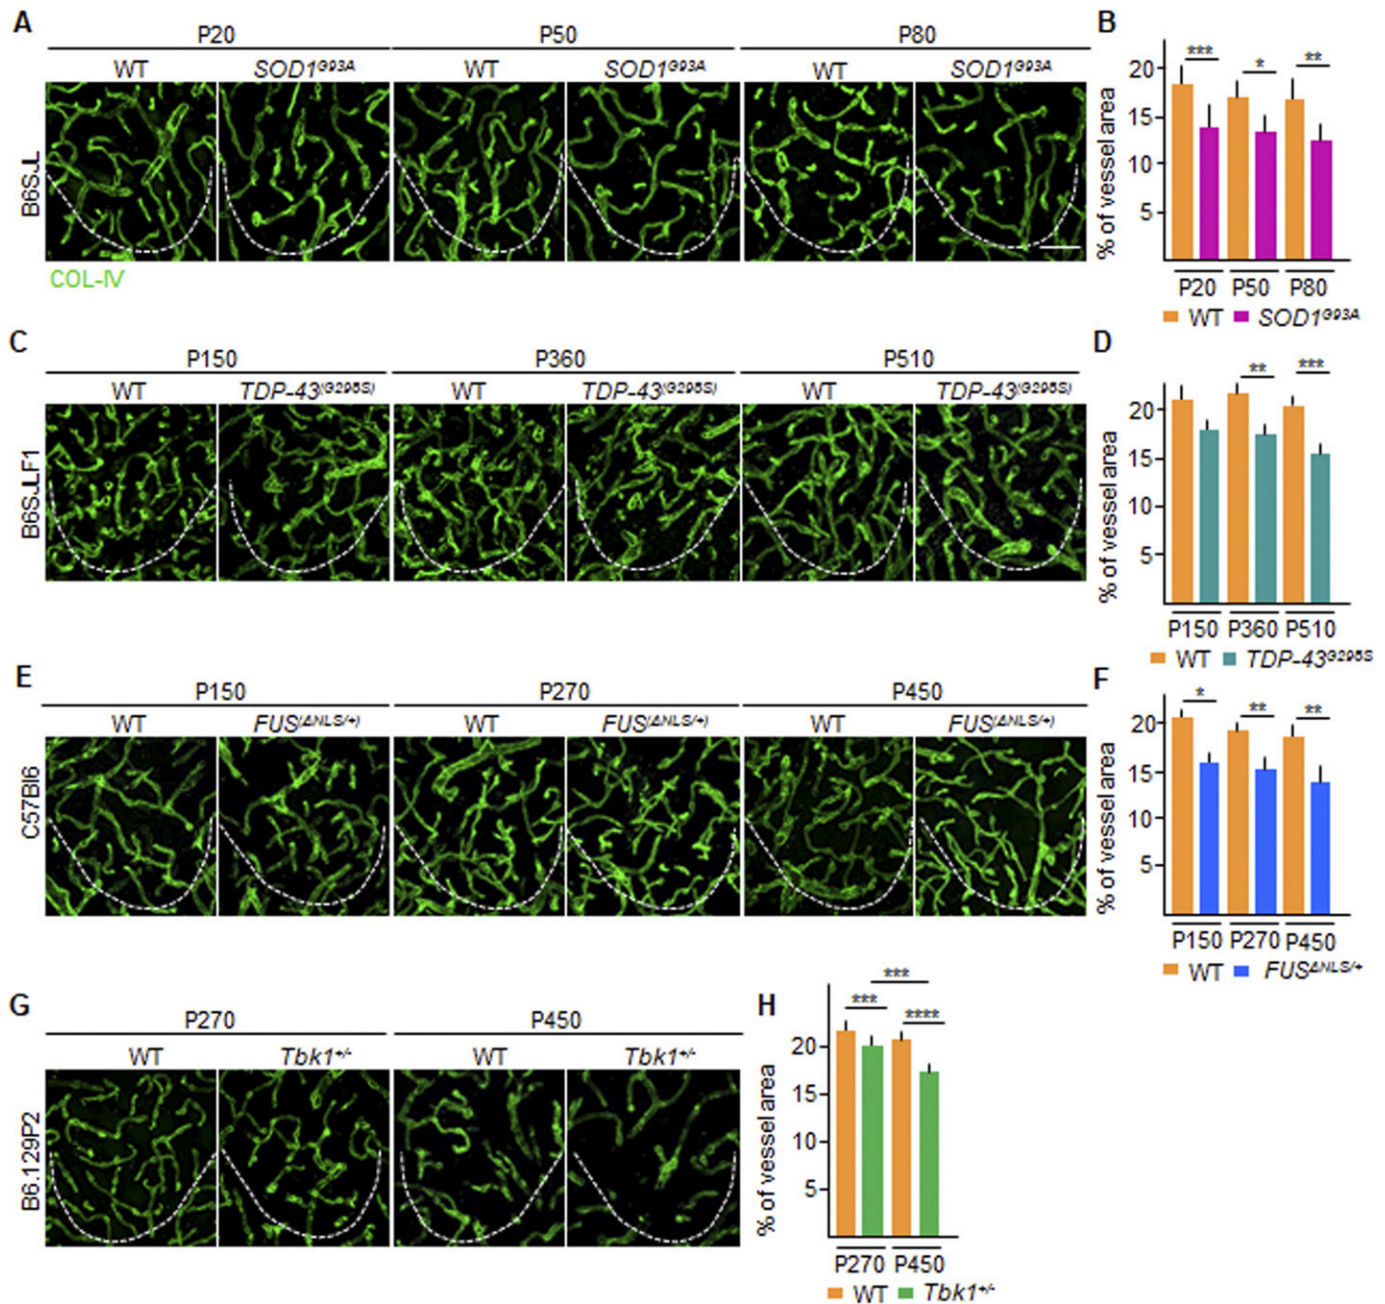 A
P20 P50 P80
WT SOD1G93A WT SOD1G93A WT SOD1G93A
B6SJL
COL-IV
B
*** * **
% of vessel area
20
15
10
5
P20 P50 P80
WT SOD1G93A
C
P150 P360 P510
WT TDP-43(G298S) WT TDP-43(G298S) WT TDP-43(G298S)
B6SJLF1
D
** ***
% of vessel area
20
15
10
5
P150 P360 P510
WT TDP-43G298S
E
P150 P270 P450
WT FUS(ΔNLS/+) WT FUS(ΔNLS/+) WT FUS(ΔNLS/+)
C57Bl6
F
* ** **
% of vessel area
20
15
10
5
P150 P270 P450
WT FUSΔNLS/+
G
P270 P450
WT Tbk1+/- WT Tbk1+/-
B6.129P2
H
***
*** ****
% of vessel area
20
15
10
5
P270 P450
WT Tbk1+/-